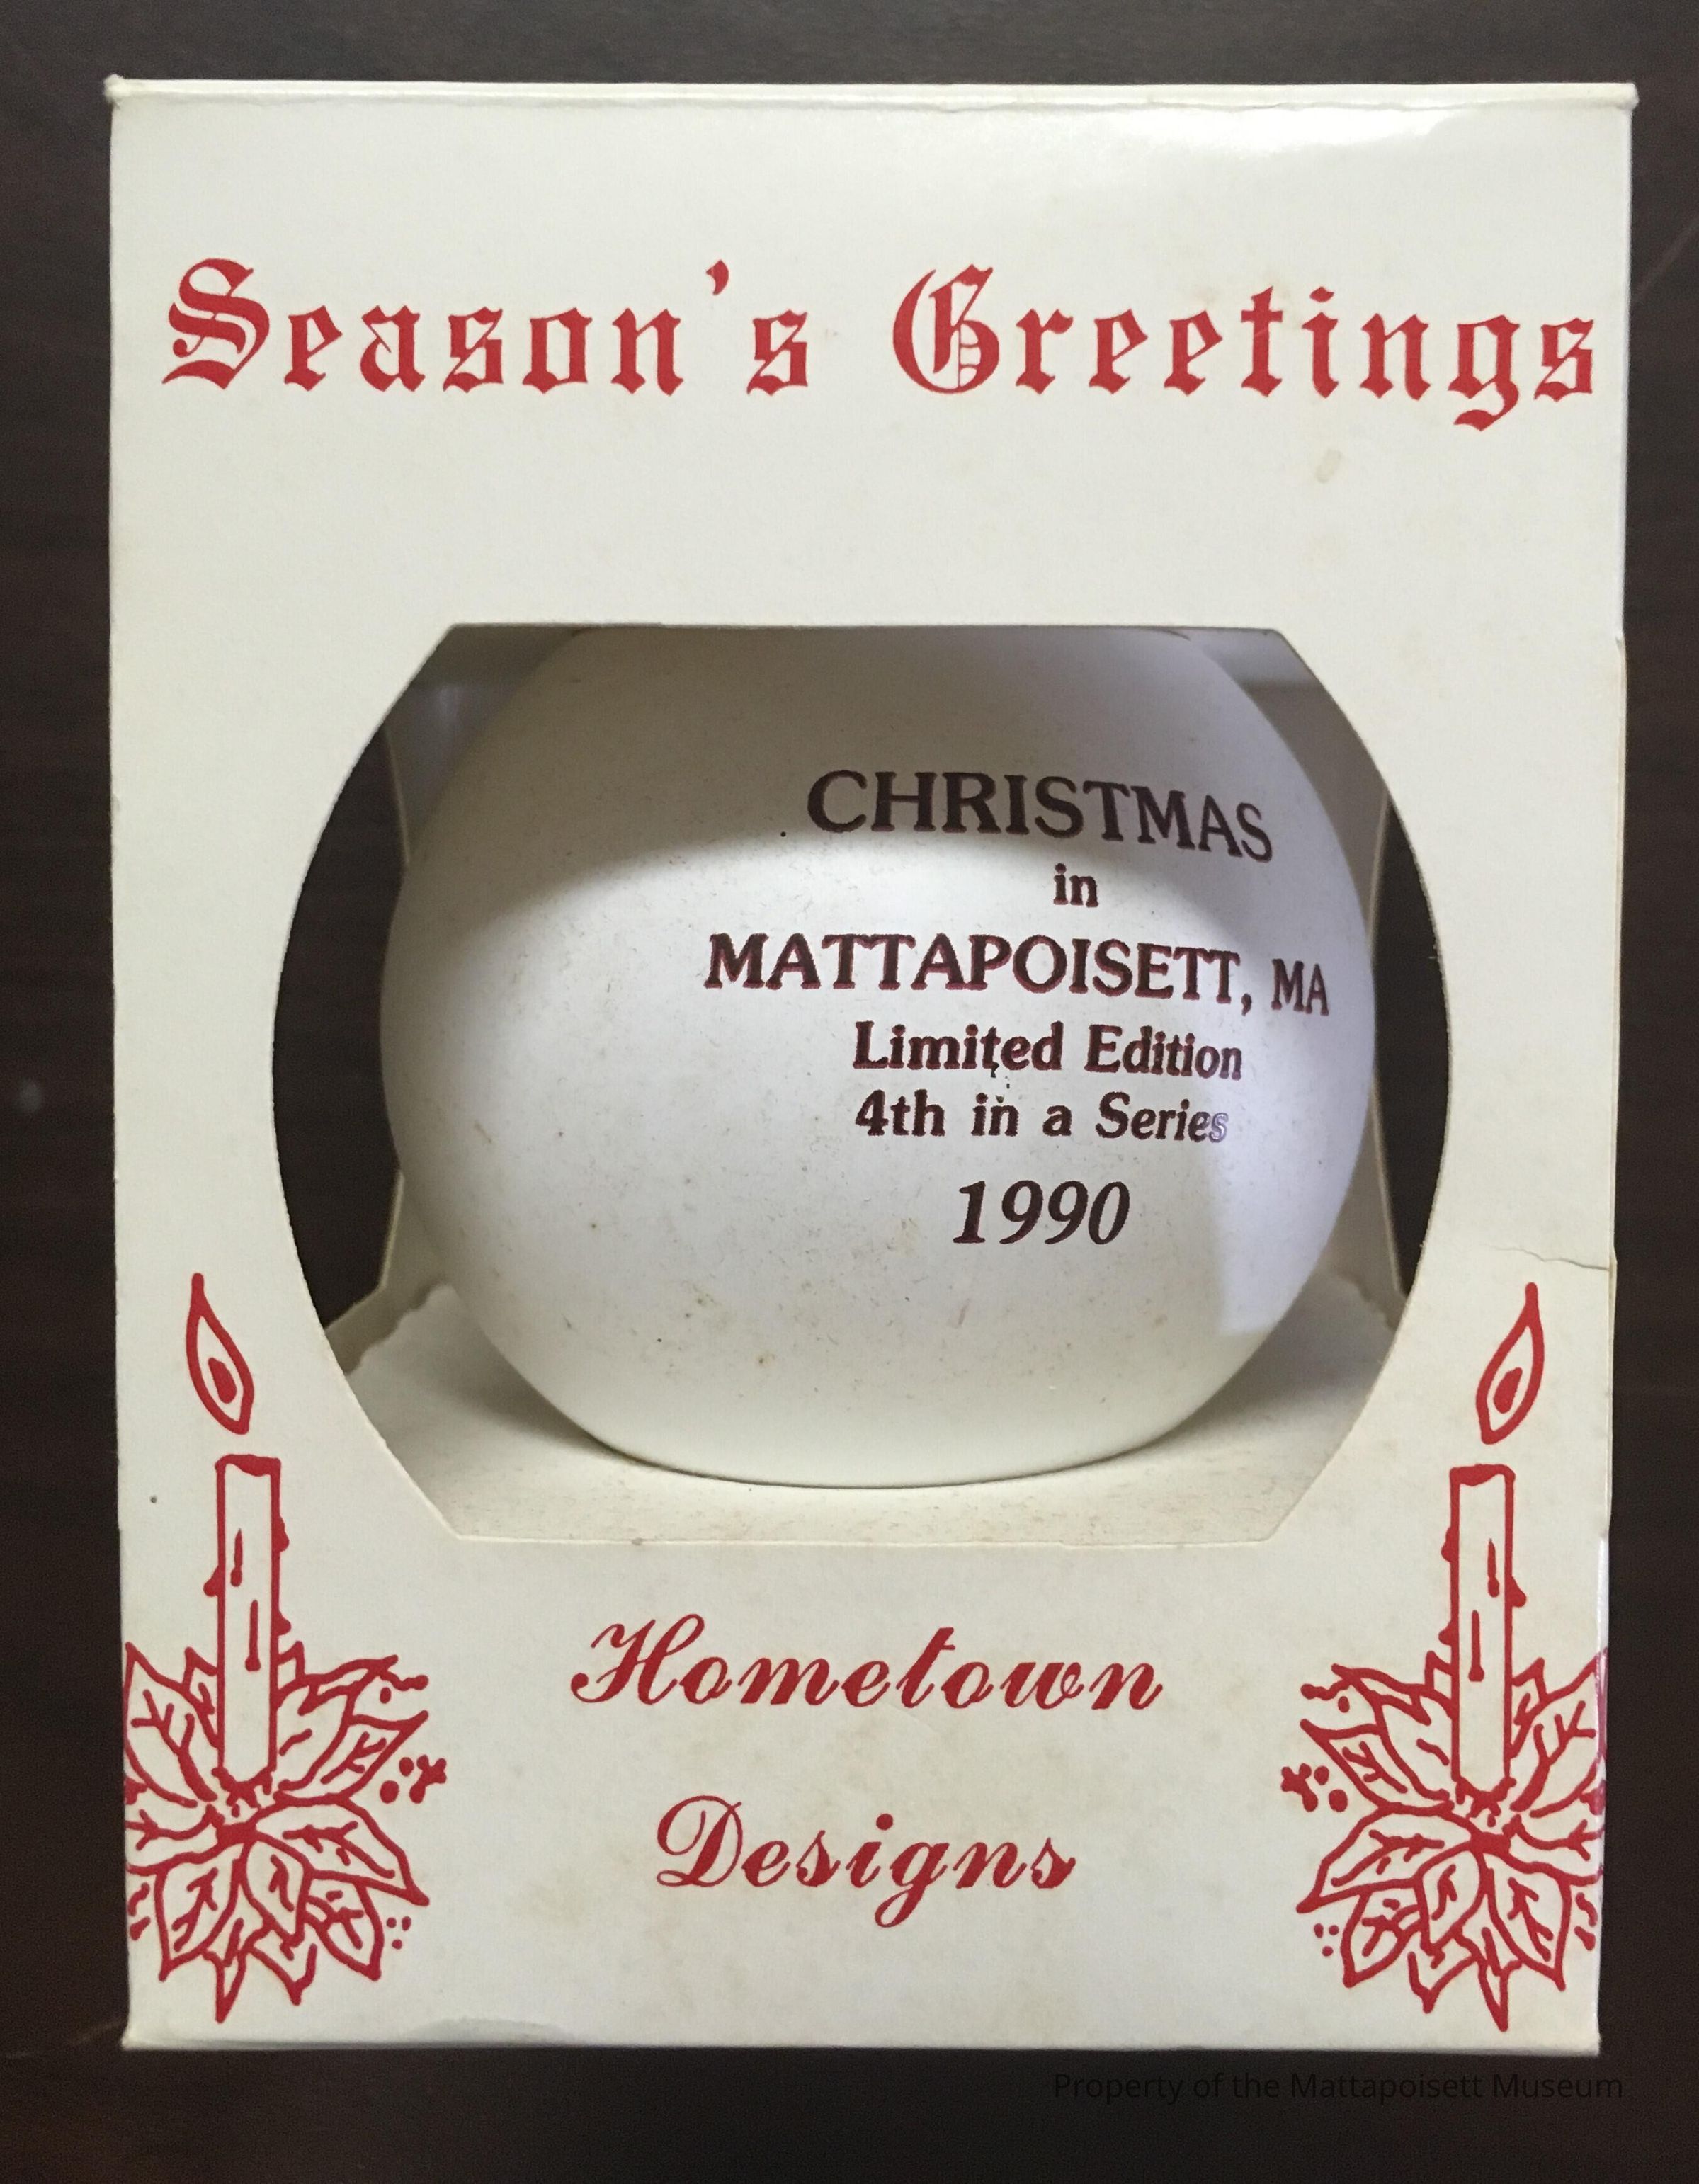 Season's Greetings
CHRISTMAS
in
MATTAPOISETT, MA
Limited Edition
4th in a Series
1990
Hometown
Designs
Property of the Mattapoisett Museum